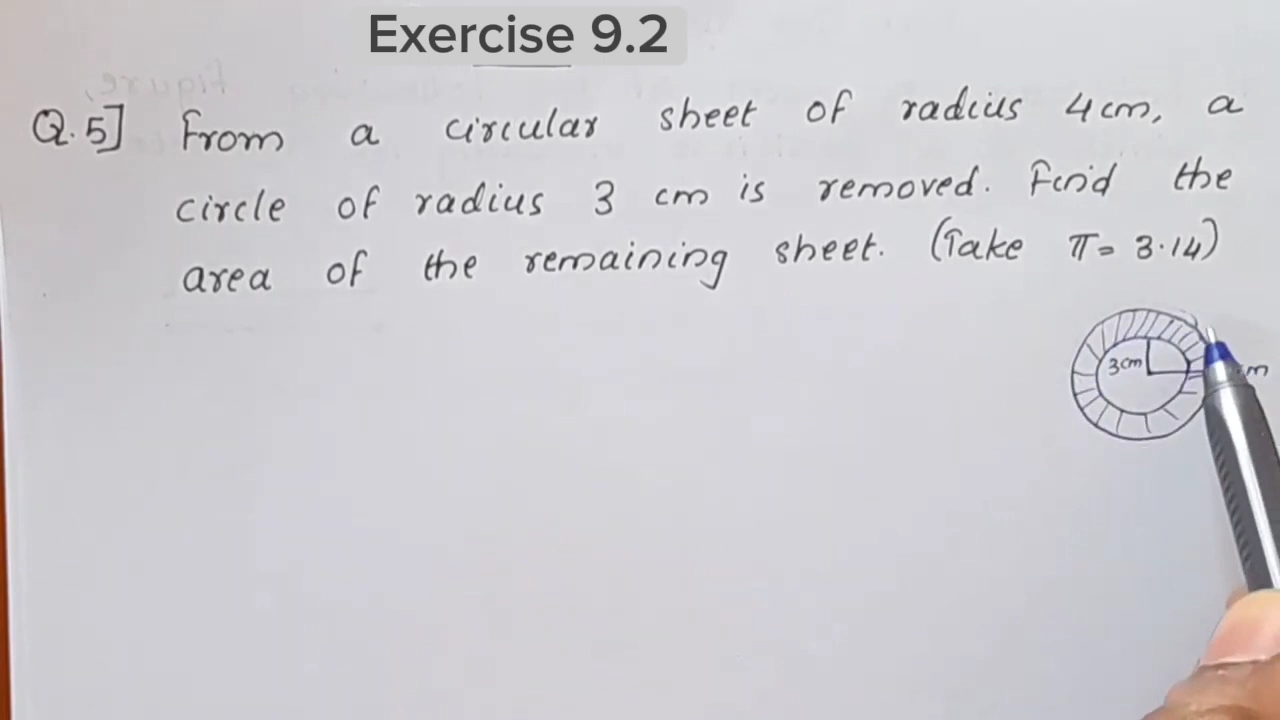 Exercise 9.2
Q.5] From a circular sheet of radius 4cm, a
circle of radius 3 cm is removed. Find the
area of the remaining sheet. (Take π= 3.14)
3cm